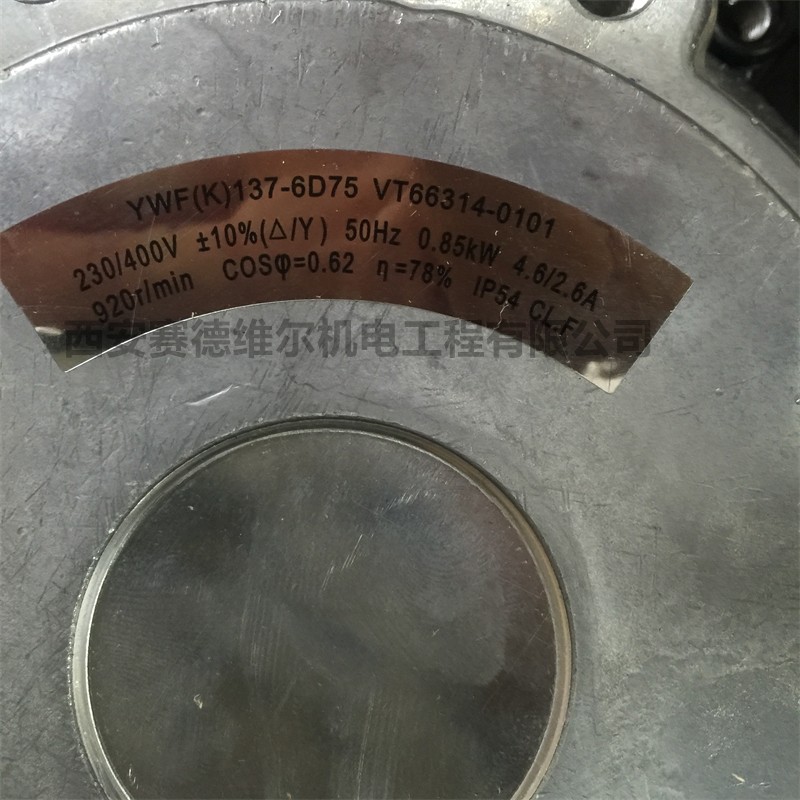 YWF(K)137-6D75 VT66314-0101
230/400V ±10%(△/Y) 50Hz 0.85kW 4.6/2.6A
920r/min COSφ=0.62 η=78% IP54 CL.F
西安赛德维尔机电工程有限公司